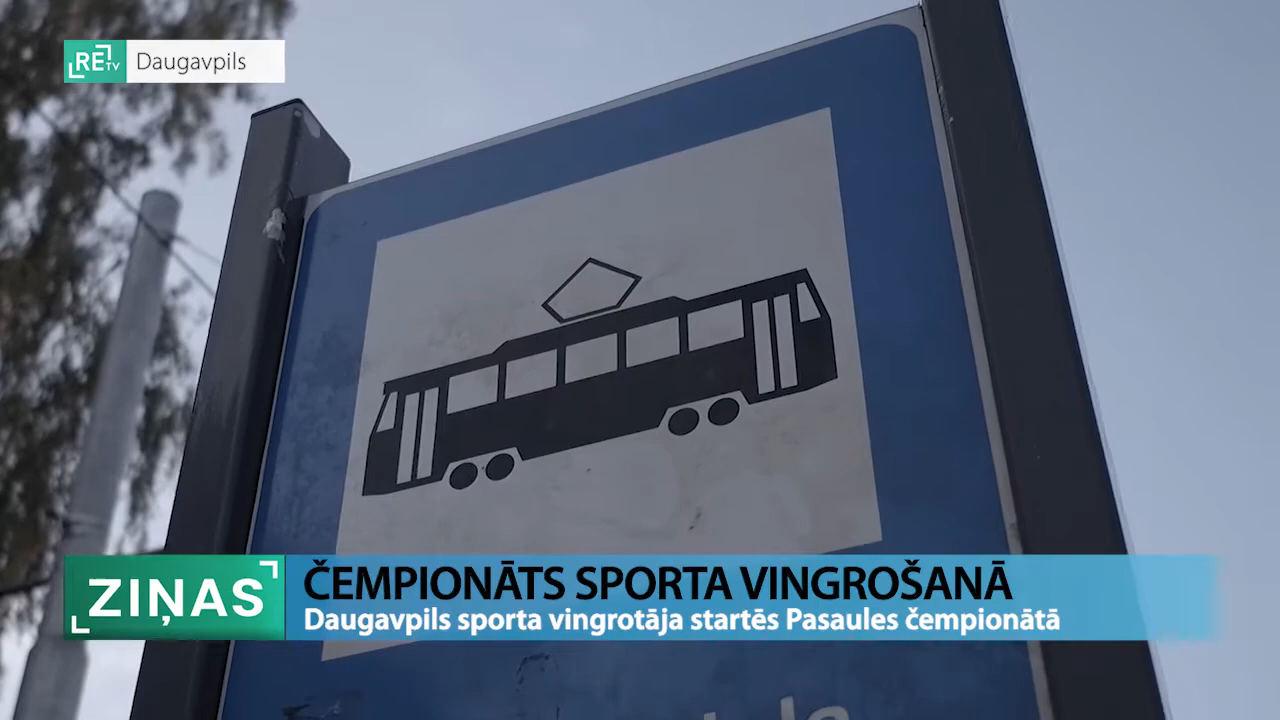 RE TV
Daugavpils
ZIŅAS
ČEMPIONĀTS SPORTA VINGROŠANĀ
Daugavpils sporta vingrotāja startēs Pasaules čempionātā